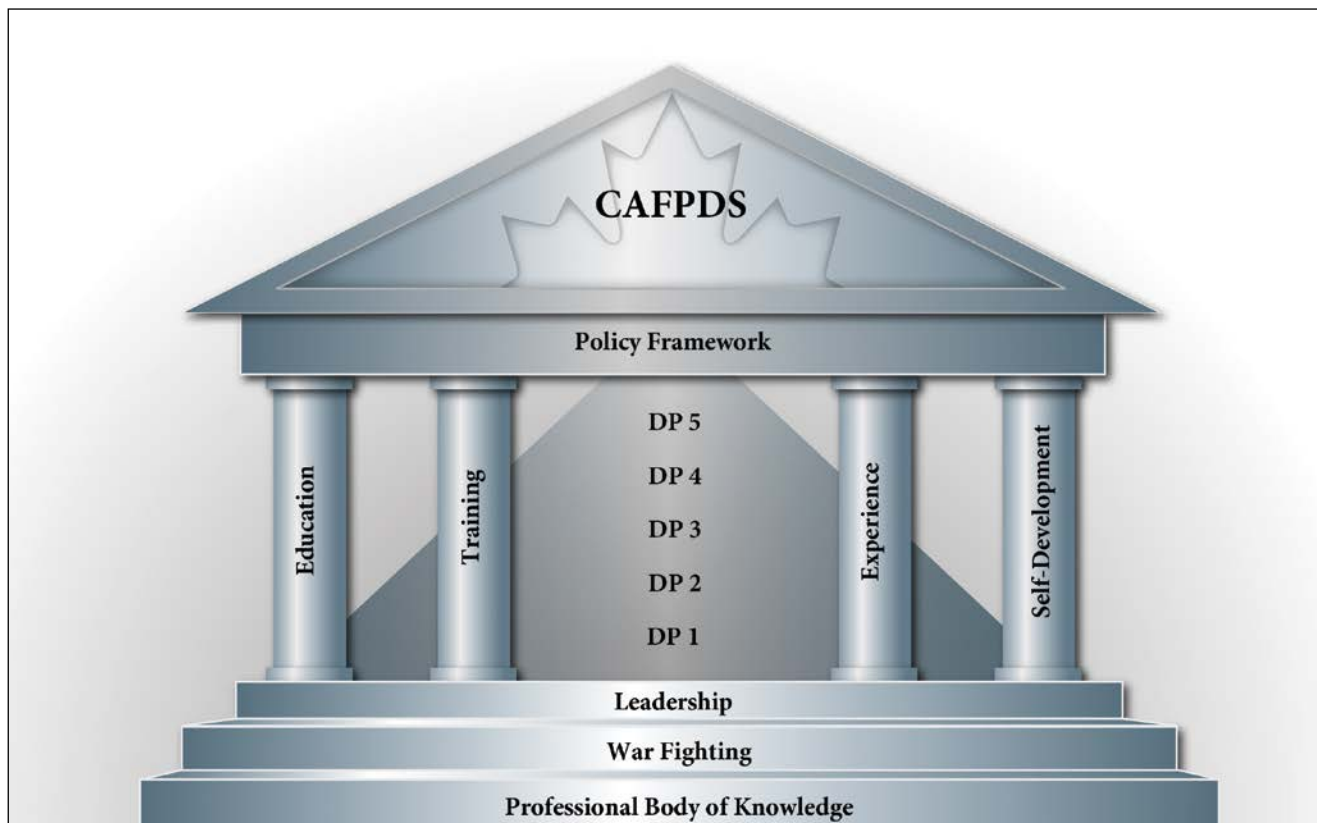 CAFPDS
Policy Framework
Education
Training
DP 5
DP 4
DP 3
DP 2
DP 1
Experience
Self-Development
Leadership
War Fighting
Professional Body of Knowledge